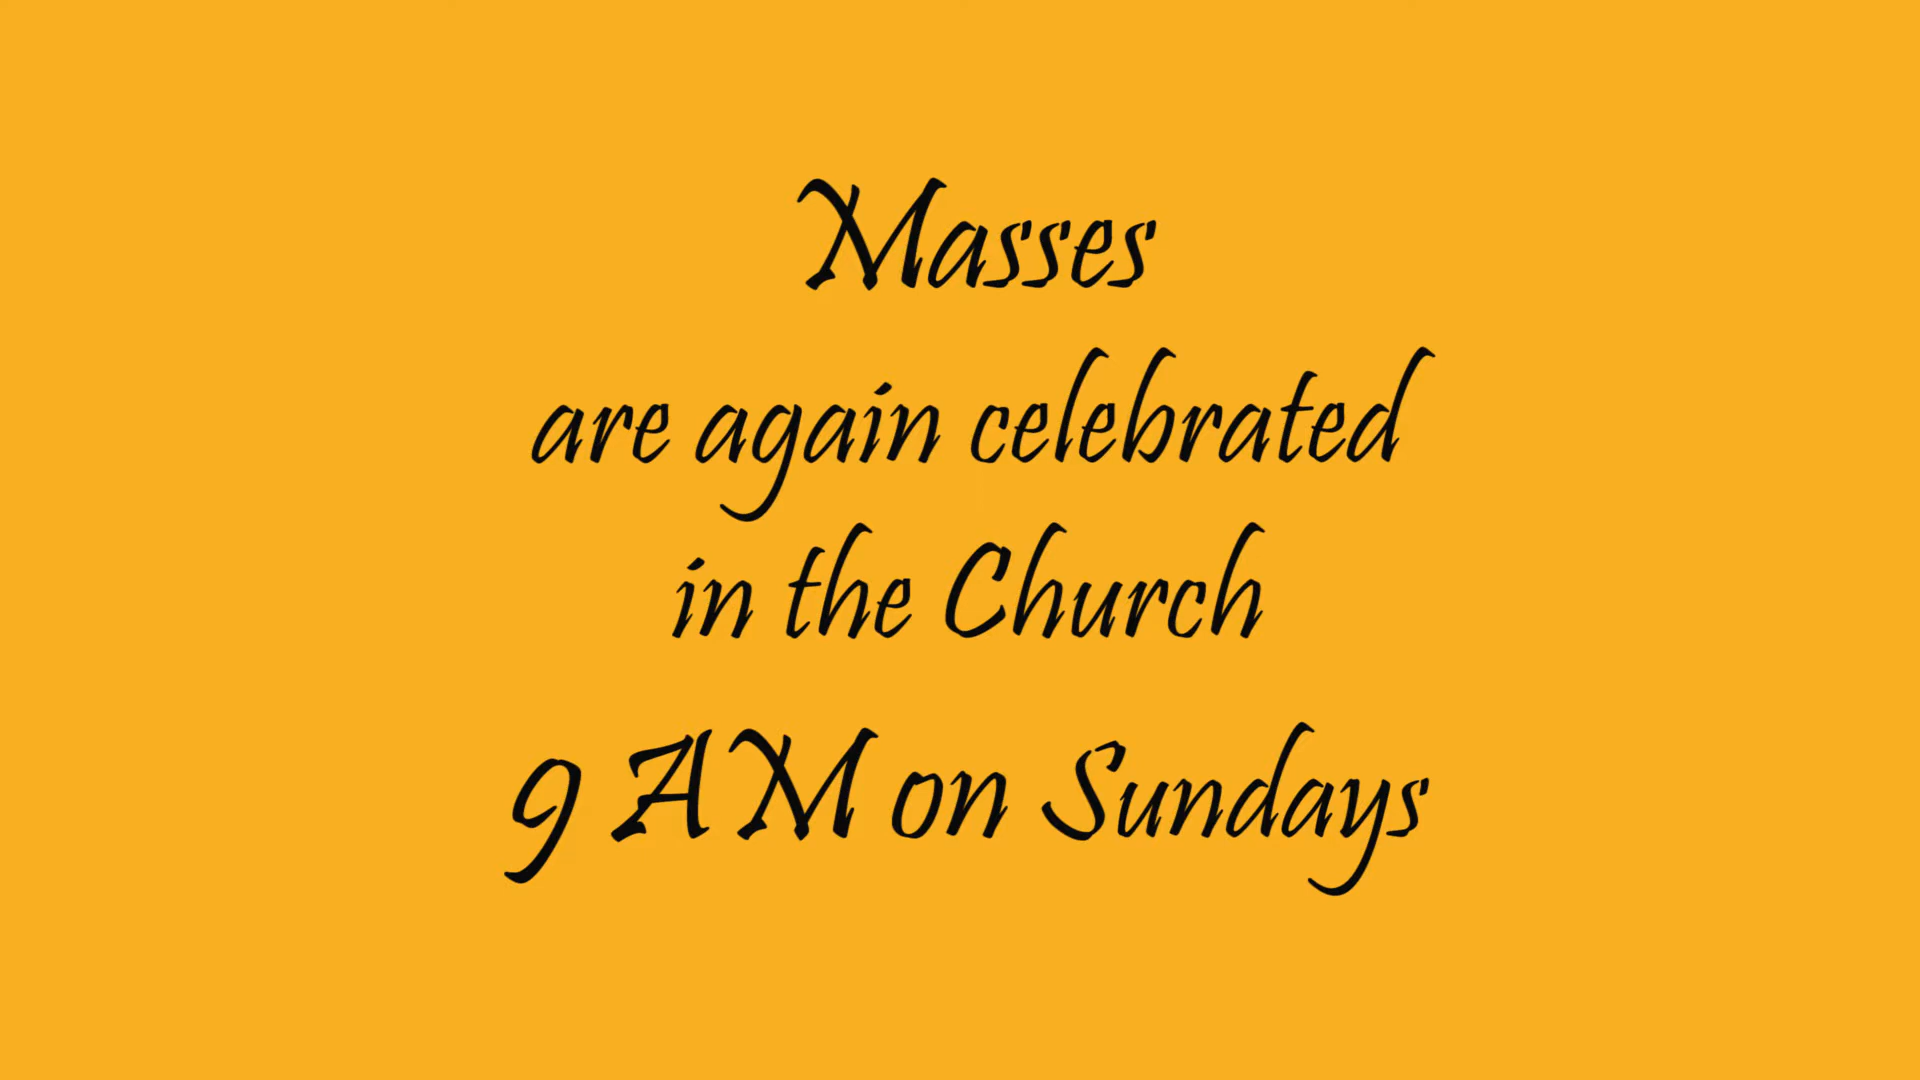 Masses
are again celebrated
in the Church
9 AM on Sundays